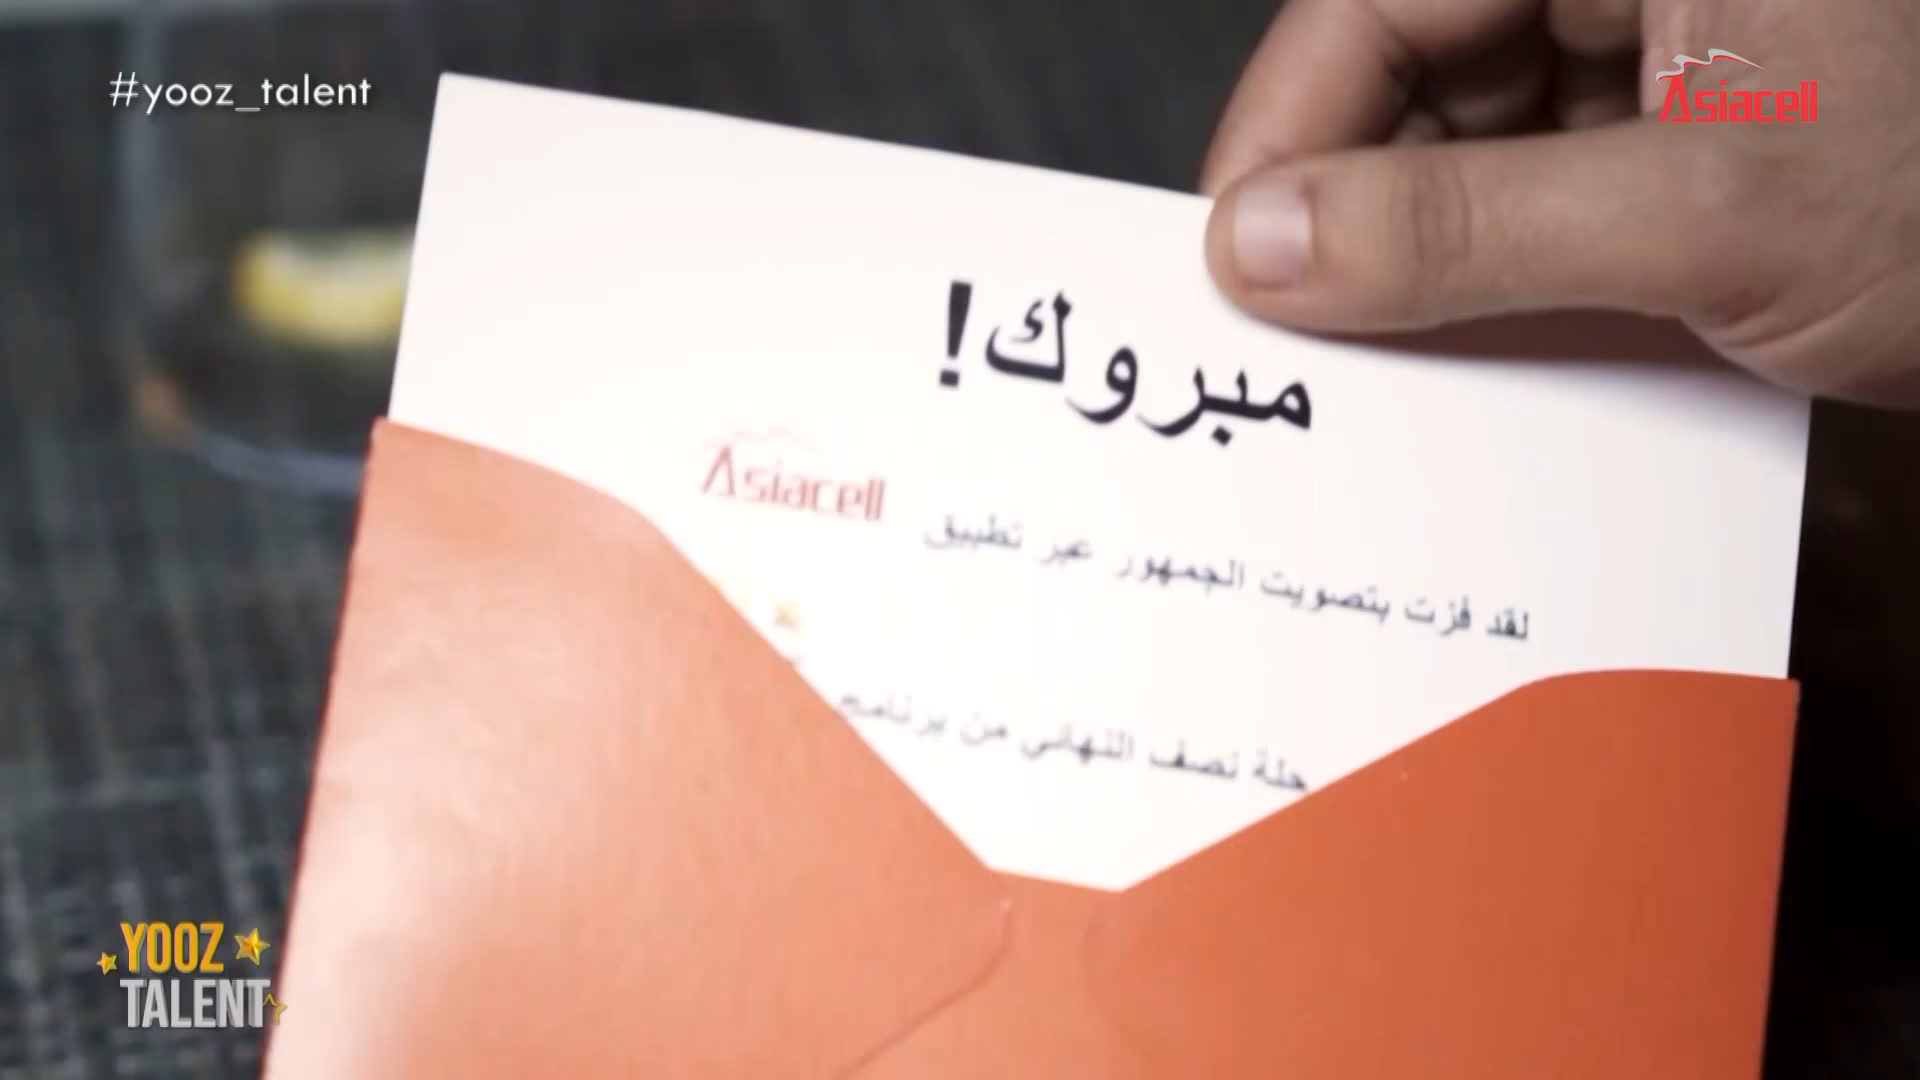 #yooz_talent
Asiacell
مبروك!
لقد فزت بتصويت الجمهور عبر تطبيق Asiacell
حلة نصف النهائي من برنامج
YOOZ
TALENT